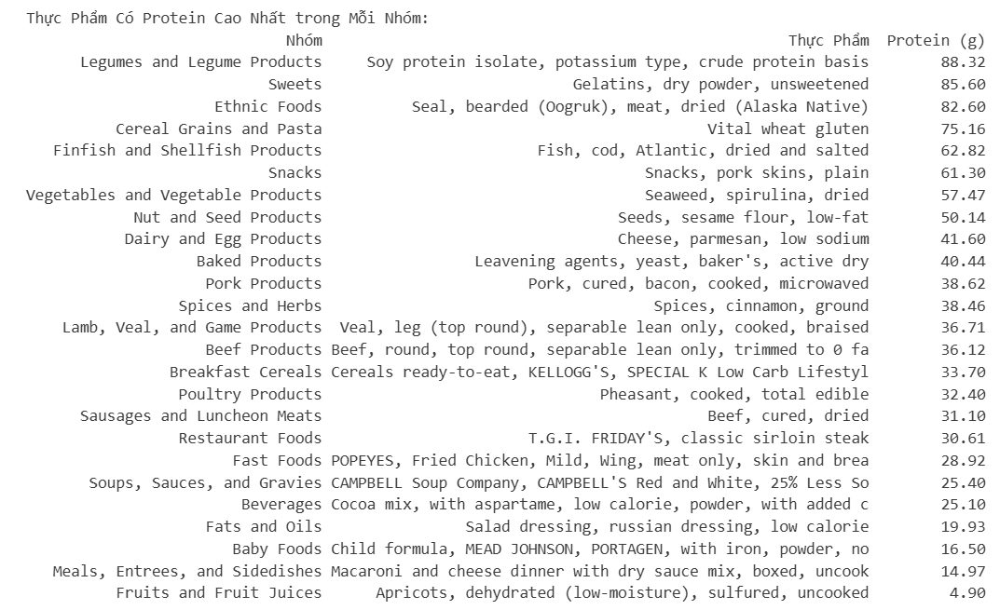 Thực Phẩm Có Protein Cao Nhất trong Mỗi Nhóm:
Nhóm Thực Phẩm Protein (g)
Legumes and Legume Products Soy protein isolate, potassium type, crude protein basis 88.32
Sweets Gelatins, dry powder, unsweetened 85.60
Ethnic Foods Seal, bearded (Oogruk), meat, dried (Alaska Native) 82.60
Cereal Grains and Pasta Vital wheat gluten 75.16
Finfish and Shellfish Products Fish, cod, Atlantic, dried and salted 62.82
Snacks Snacks, pork skins, plain 61.30
Vegetables and Vegetable Products Seaweed, spirulina, dried 57.47
Nut and Seed Products Seeds, sesame flour, low-fat 50.14
Dairy and Egg Products Cheese, parmesan, low sodium 41.60
Baked Products Leavening agents, yeast, baker's, active dry 40.44
Pork Products Pork, cured, bacon, cooked, microwaved 38.62
Spices and Herbs Spices, cinnamon, ground 38.46
Lamb, Veal, and Game Products Veal, leg (top round), separable lean only, cooked, braised 36.71
Beef Products Beef, round, top round, separable lean only, trimmed to 0 fa 36.12
Breakfast Cereals Cereals ready-to-eat, KELLOGG'S, SPECIAL K Low Carb Lifestyl 33.70
Poultry Products Pheasant, cooked, total edible 32.40
Sausages and Luncheon Meats Beef, cured, dried 31.10
Restaurant Foods T.G.I. FRIDAY'S, classic sirloin steak 30.61
Fast Foods POPEYES, Fried Chicken, Mild, Wing, meat only, skin and brea 28.92
Soups, Sauces, and Gravies CAMPBELL Soup Company, CAMPBELL'S Red and White, 25% Less So 25.40
Beverages Cocoa mix, with aspartame, low calorie, powder, with added c 25.10
Fats and Oils Salad dressing, russian dressing, low calorie 19.93
Baby Foods Child formula, MEAD JOHNSON, PORTAGEN, with iron, powder, no 16.50
Meals, Entrees, and Sidedishes Macaroni and cheese dinner with dry sauce mix, boxed, uncook 14.97
Fruits and Fruit Juices Apricots, dehydrated (low-moisture), sulfured, uncooked 4.90